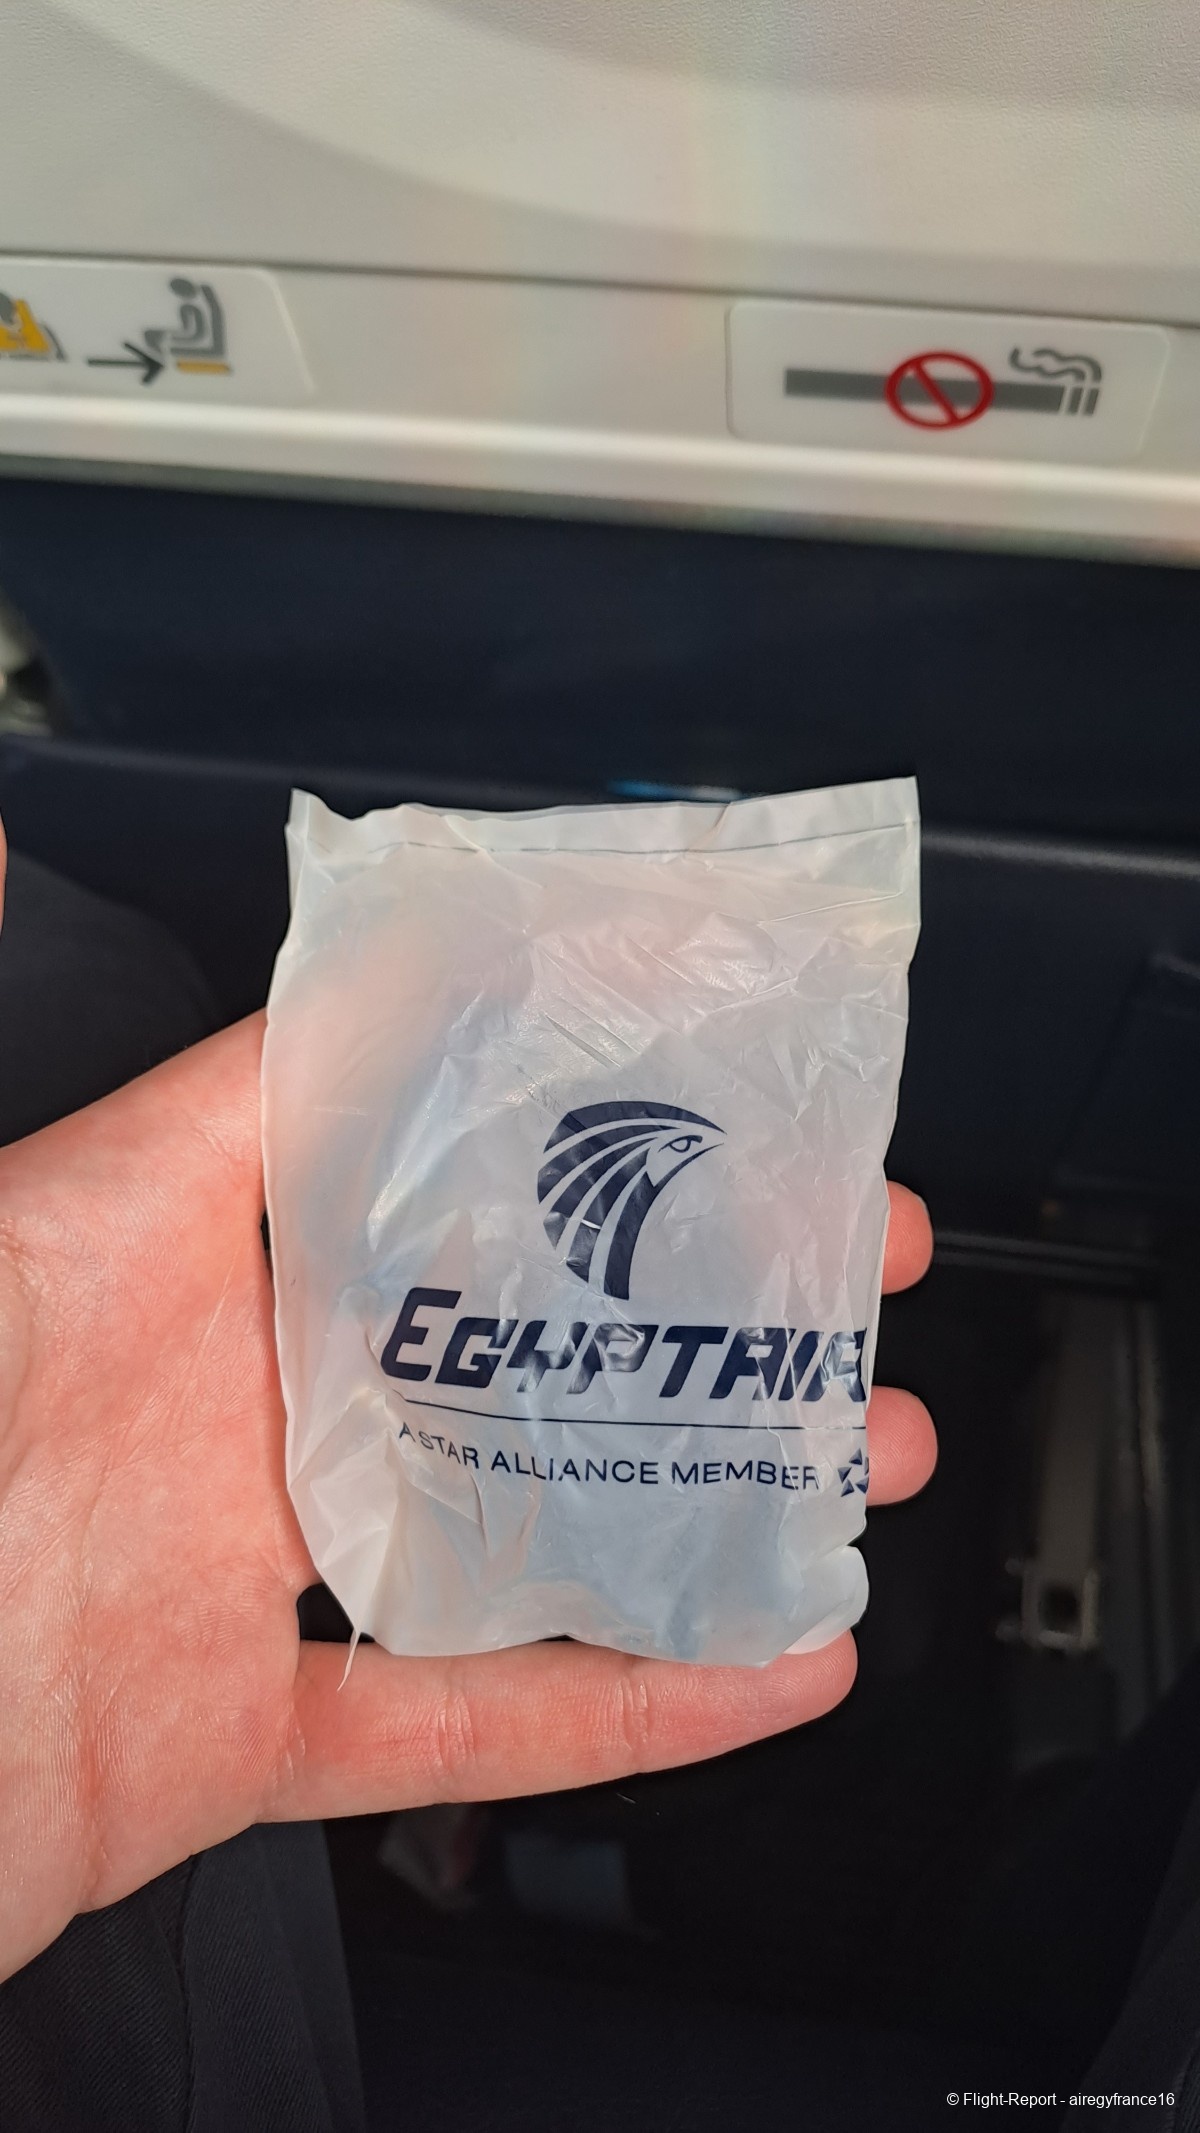 EGYPTAIR
A STAR ALLIANCE MEMBER
© Flight-Report - airegyfrance16